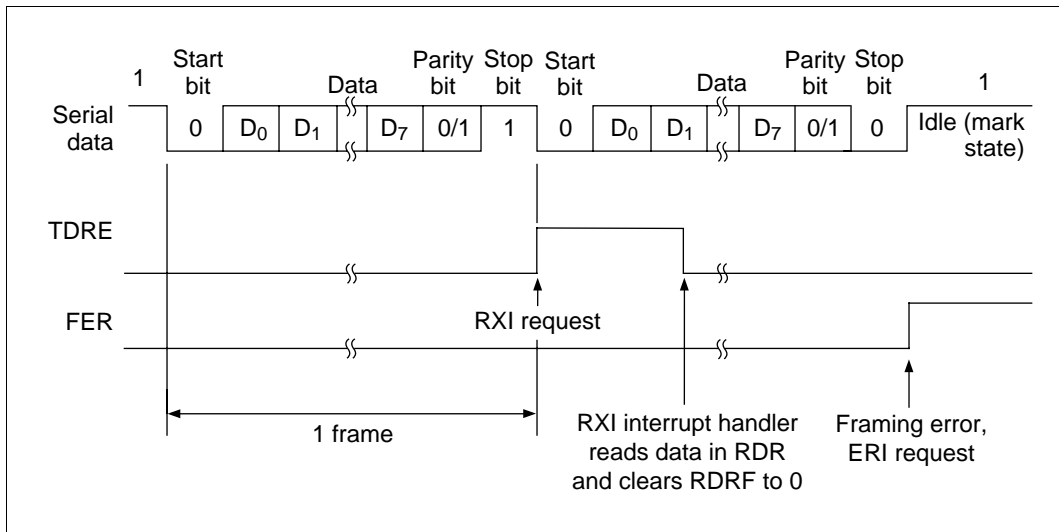 1
Start bit
Data
Parity bit
Stop bit
Start bit
Data
Parity bit
Stop bit
1
Serial data
0 D0 D1 D7 0/1 1 0 D0 D1 D7 0/1 0
Idle (mark state)
TDRE
FER
RXI request
1 frame
RXI interrupt handler
reads data in RDR
and clears RDRF to 0
Framing error,
ERI request